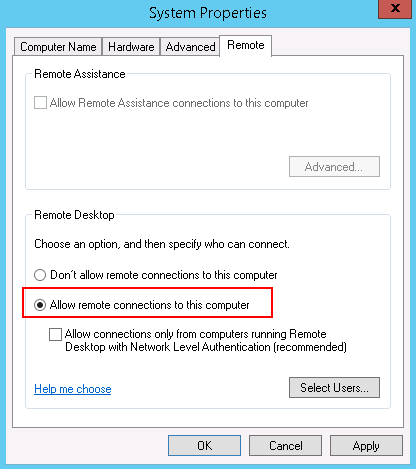 System Properties
x
Computer Name Hardware Advanced Remote
Remote Assistance
Allow Remote Assistance connections to this computer
Advanced...
Remote Desktop
Choose an option, and then specify who can connect.
Don't allow remote connections to this computer
Allow remote connections to this computer
Allow connections only from computers running Remote
Desktop with Network Level Authentication (recommended)
Help me choose
Select Users...
OK Cancel Apply